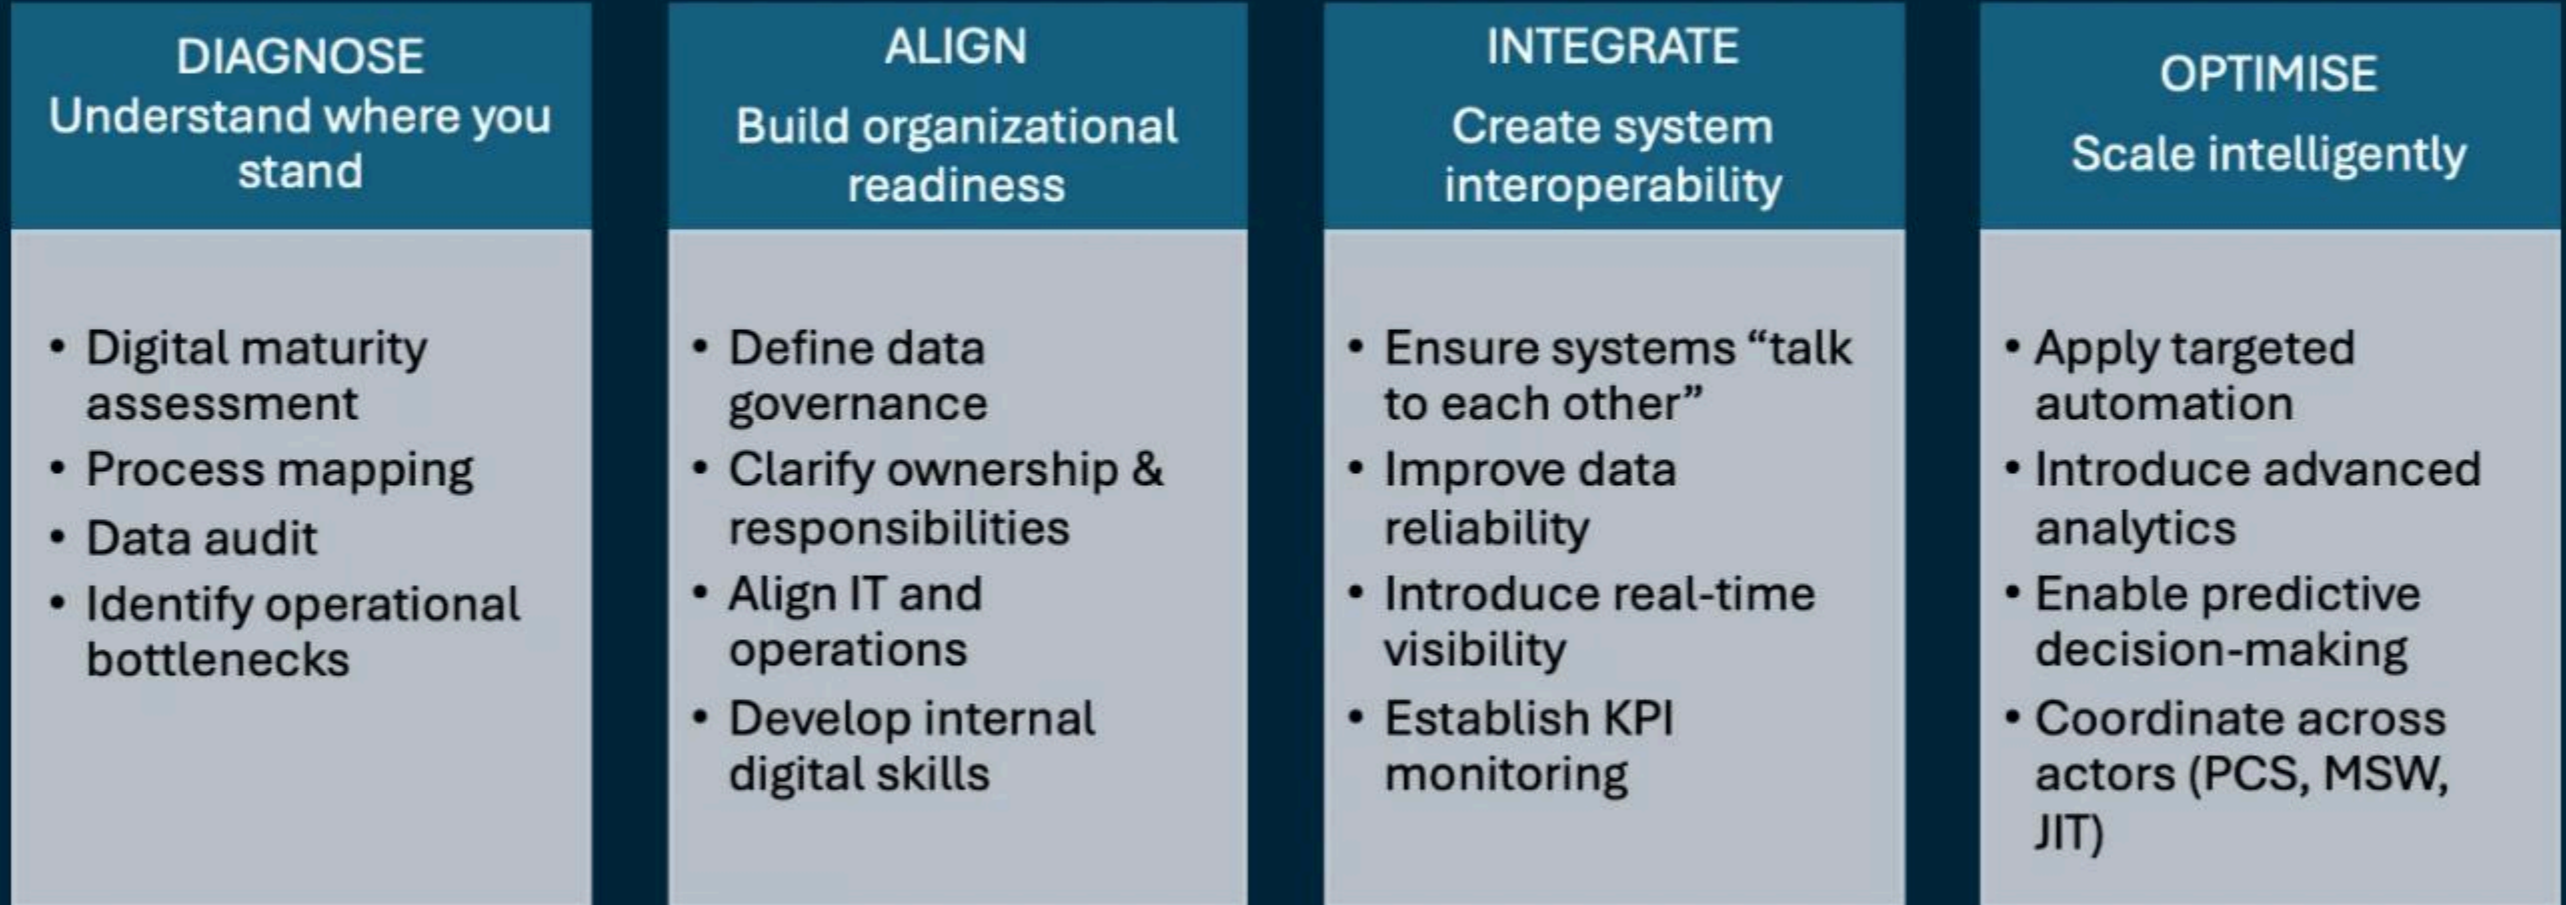 DIAGNOSE
Understand where you
stand
• Digital maturity
assessment
• Process mapping
• Data audit
• Identify operational
bottlenecks
ALIGN
Build organizational
readiness
• Define data
governance
• Clarify ownership &
responsibilities
• Align IT and
operations
• Develop internal
digital skills
INTEGRATE
Create system
interoperability
• Ensure systems “talk
to each other”
• Improve data
reliability
• Introduce real-time
visibility
• Establish KPI
monitoring
OPTIMISE
Scale intelligently
• Apply targeted
automation
• Introduce advanced
analytics
• Enable predictive
decision-making
• Coordinate across
actors (PCS, MSW,
JIT)